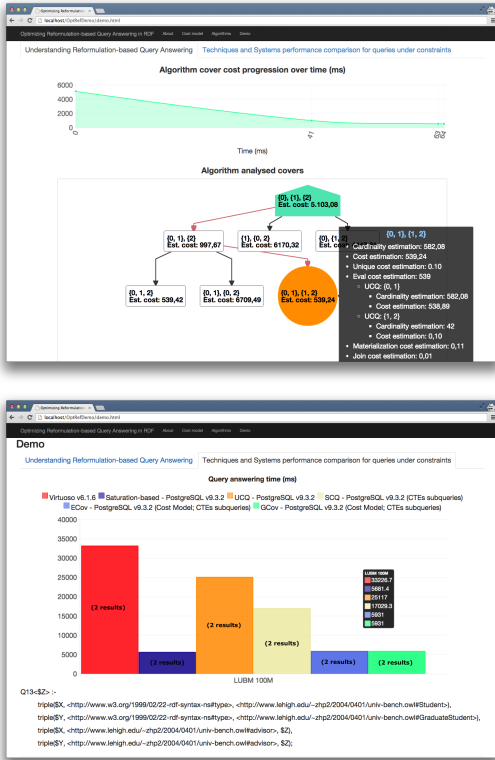 Optimizing Reformulation
localhost/OptRefDemo/demo.html
Optimizing Reformulation-based Query Answering in RDF About Cost model Algorithms Demo
Understanding Reformulation-based Query Answering Techniques and Systems performance comparison for queries under constraints
Algorithm cover cost progression over time (ms)
6000
4000
2000
0
0 41 63 64
Time (ms)
Algorithm analysed covers
{0}, {1}, {2}
Est. cost: 5.103,08
{0, 1}, {2}
Est. cost: 997,67
{1}, {0, 2}
Est. cost: 6170,32
{0}, {1, 2}
Est. cost:
{0, 1, 2}
Est. cost: 539,42
{0, 1}, {0, 2}
Est. cost: 6709,49
{0, 1}, {1, 2}
Est. cost: 539,24
{0, 1}, {1, 2}
• Cardinality estimation: 582,08
• Cost estimation: 539,24
• Unique cost estimation: 0.10
• Eval cost estimation: 539
◦ UCQ: {0, 1}
▪ Cardinality estimation: 582,08
▪ Cost estimation: 538,89
◦ UCQ: {1, 2}
▪ Cardinality estimation: 42
▪ Cost estimation: 0,10
• Materialization cost estimation: 0,11
• Join cost estimation: 0,01
Optimizing Reformulation
localhost/OptRefDemo/demo.html
Optimizing Reformulation-based Query Answering in RDF About Cost model Algorithms Demo
Demo
Understanding Reformulation-based Query Answering Techniques and Systems performance comparison for queries under constraints
Query answering time (ms)
Virtuoso v6.1.6 Saturation-based - PostgreSQL v9.3.2 UCQ - PostgreSQL v9.3.2 SCQ - PostgreSQL v9.3.2 (CTEs subqueries)
ECov - PostgreSQL v9.3.2 (Cost Model; CTEs subqueries) GCov - PostgreSQL v9.3.2 (Cost Model; CTEs subqueries)
40000
35000
30000
25000
20000
15000
10000
5000
0
(2 results) (2 results) (2 results) (2 results) (2 results) (2 results)
LUBM 100M
33226.7
5681.4
25117
17029.3
5931
5931
LUBM 100M
Q13<$Z> :-
triple($X, <http://www.w3.org/1999/02/22-rdf-syntax-ns#type>, <http://www.lehigh.edu/~zhp2/2004/0401/univ-bench.owl#Student>),
triple($Y, <http://www.w3.org/1999/02/22-rdf-syntax-ns#type>, <http://www.lehigh.edu/~zhp2/2004/0401/univ-bench.owl#GraduateStudent>),
triple($X, <http://www.lehigh.edu/~zhp2/2004/0401/univ-bench.owl#advisor>, $Z),
triple($Y, <http://www.lehigh.edu/~zhp2/2004/0401/univ-bench.owl#advisor>, $Z);